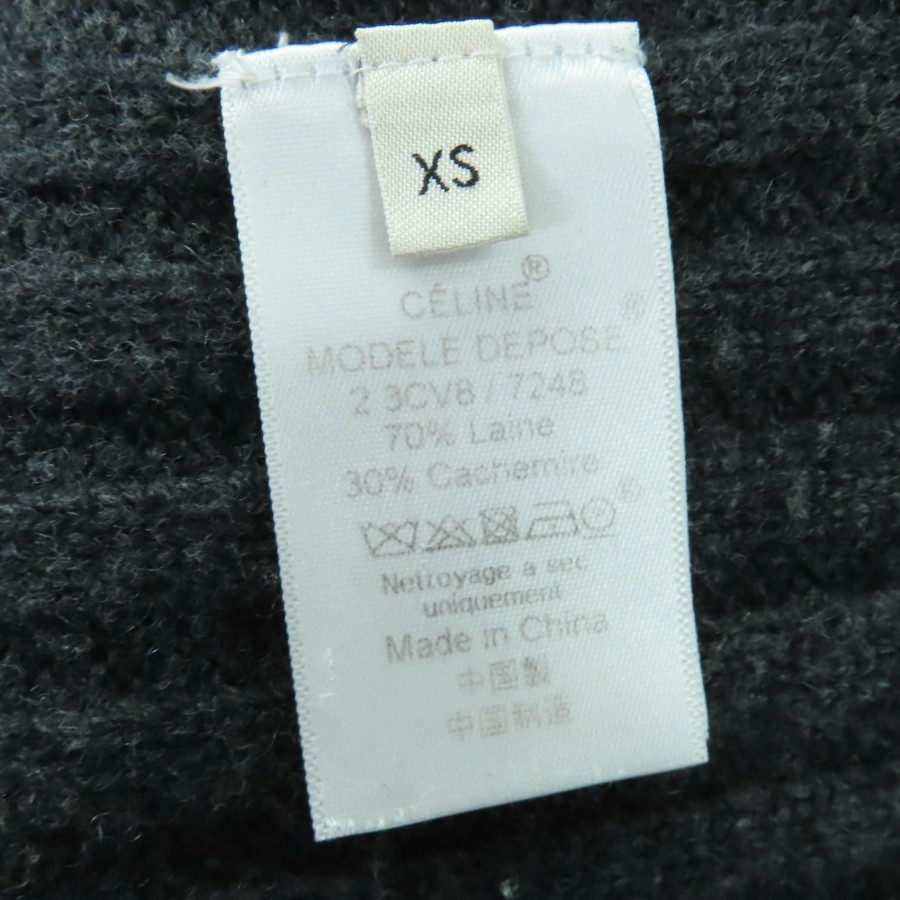 XS
CÉLINE®
MODELE DEPOSE®
2 3CV8 / 7248
70% Laine
30% Cachemire
Nettoyage a sec
uniquement
Made in China
中国製
中国制造